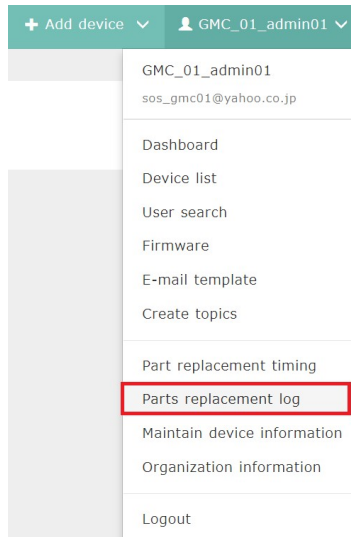 + Add device GMC_01_admin01
GMC_01_admin01
sos_gmc01@yahoo.co.jp
Dashboard
Device list
User search
Firmware
E-mail template
Create topics
Part replacement timing
Parts replacement log
Maintain device information
Organization information
Logout